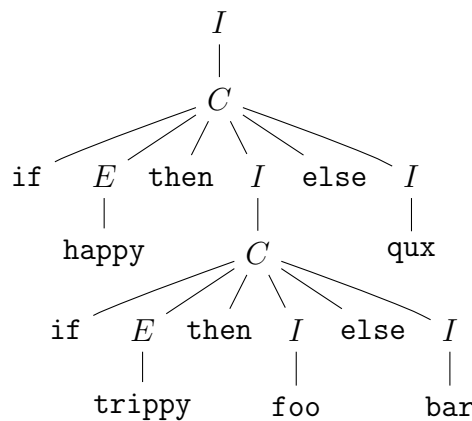 I
C
if E then I else I
happy C qux
if E then I else I
trippy foo bar